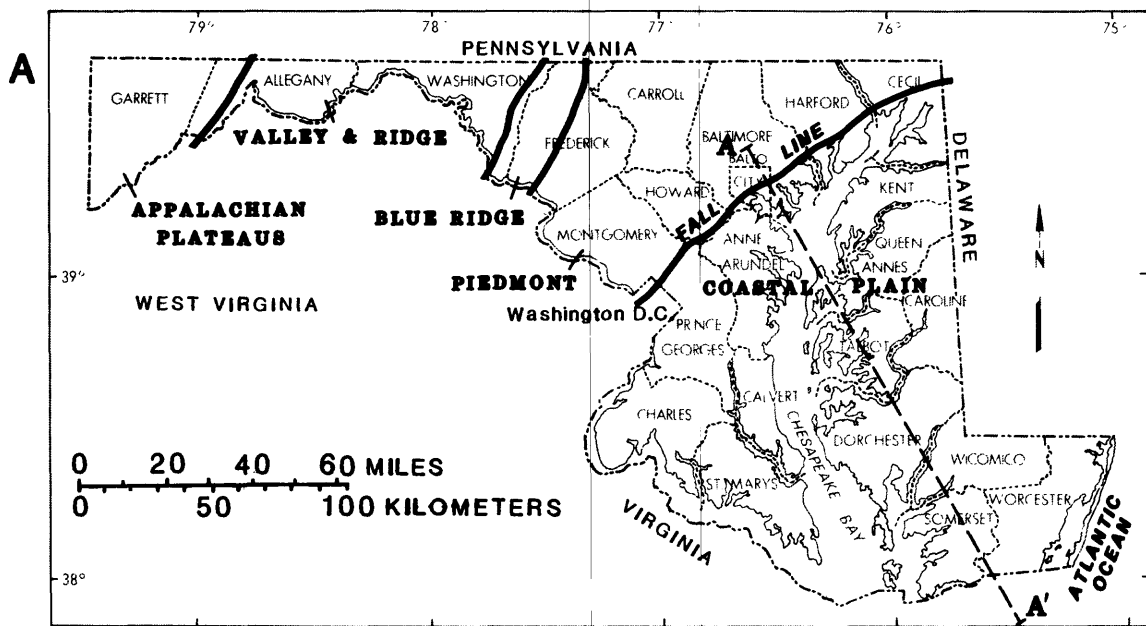 A
79°
78°
77°
76°
75°
PENNSYLVANIA
GARRETT
ALLEGANY
WASHINGTON
FREDERICK
CARROLL
BALTIMORE
HARFORD
CECIL
VALLEY & RIDGE
A
BALTO
CITY
FALL LINE
KENT
DELAWARE
APPALACHIAN
PLATEAUS
BLUE RIDGE
HOWARD
MONTGOMERY
ANNE
ARUNDEL
QUEEN
ANNES
N
39°
WEST VIRGINIA
PIEDMONT
COASTAL PLAIN
CAROLINE
Washington D.C.
PRINCE
GEORGES
TALBOT
CALVERT
CHARLES
CHESAPEAKE BAY
DORCHESTER
WICOMICO
0 20 40 60 MILES
0 50 100 KILOMETERS
ST MARYS
WORCESTER
SOMERSET
VIRGINIA
ATLANTIC
OCEAN
38°
A'